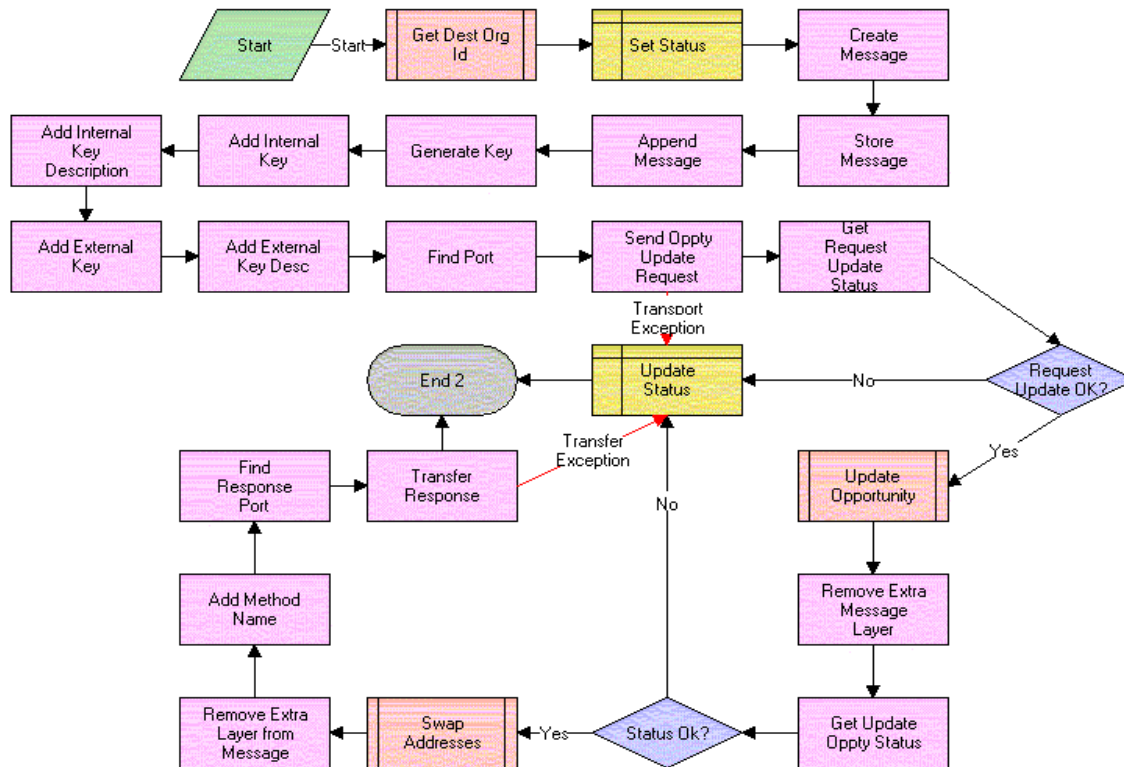 Start
Start
Get Dest Org
Id
Set Status
Create
Message
Add Internal
Key
Description
Add Internal
Key
Generate Key
Append
Message
Store
Message
Add External
Key
Add External
Key Desc
Find Port
Send Oppty
Update
Request
Get
Request
Update
Status
Transport
Exception
End 2
Update
Status
No
Request
Update OK?
Transfer
Exception
Yes
Find
Response
Port
Transfer
Response
No
Update
Opportunity
Add Method
Name
Remove Extra
Message
Layer
Remove Extra
Layer from
Message
Swap
Addresses
Yes
Status Ok?
Get Update
Oppty Status